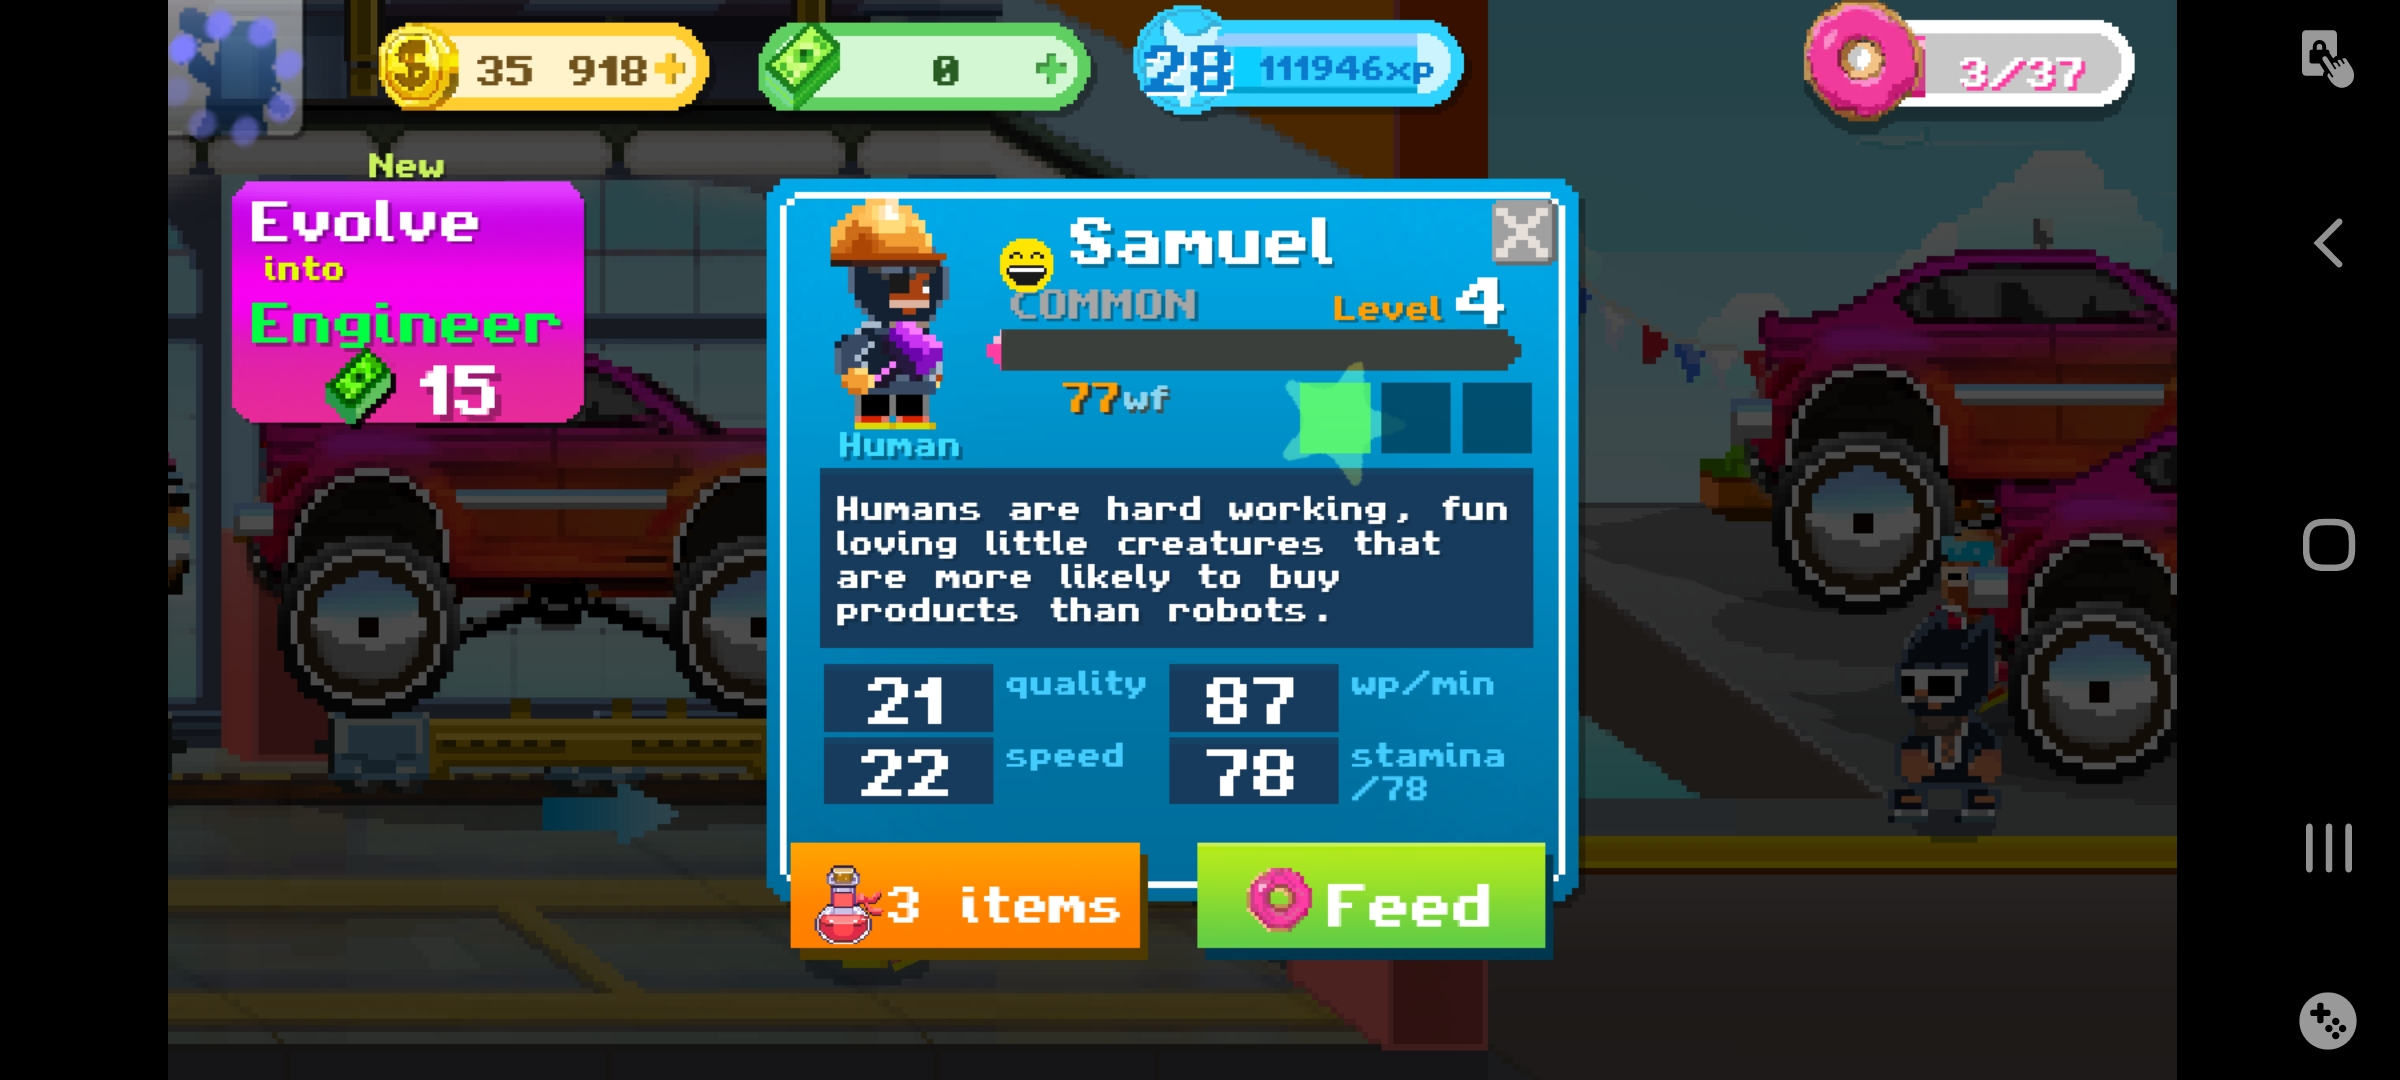 35 918
0
28 111946xp
3/37
New
Evolve
into
Engineer
15
Samuel
COMMON
Level 4
77wf
Human
Humans are hard working, fun
loving little creatures that
are more likely to buy
products than robots.
21 quality
87 wp/min
22 speed
78 stamina
/78
3 items
Feed